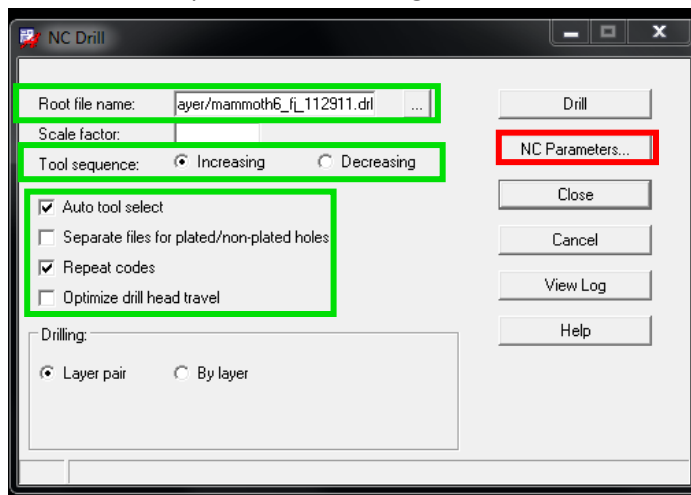 NC Drill
Root file name: ayer/mammoth6_fj_112911.drl ...
Drill
Scale factor:
NC Parameters...
Tool sequence: Increasing Decreasing
Close
Auto tool select
Separate files for plated/non-plated holes
Cancel
Repeat codes
View Log
Optimize drill head travel
Drilling:
Help
Layer pair By layer